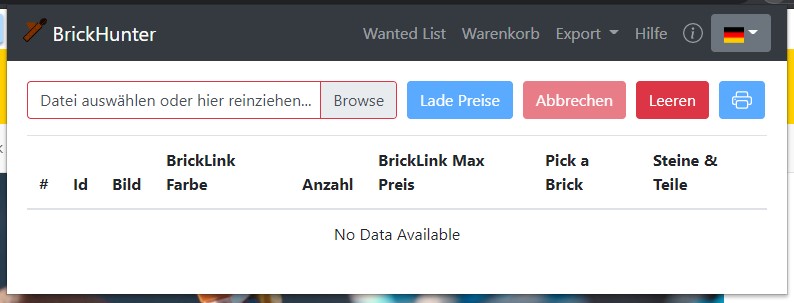 BrickHunter Wanted List Warenkorb Export Hilfe
Datei auswählen oder hier reinziehen... Browse Lade Preise Abbrechen Leeren
# Id Bild BrickLink Farbe Anzahl BrickLink Max Preis Pick a Brick Steine & Teile
No Data Available